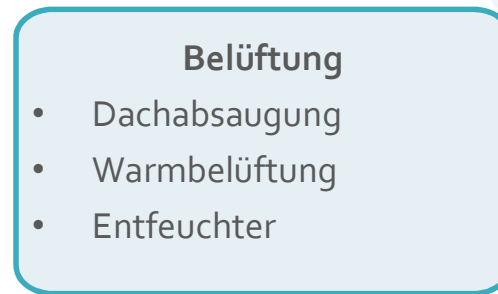 Belüftung
• Dachabsaugung
• Warmbelüftung
• Entfeuchter